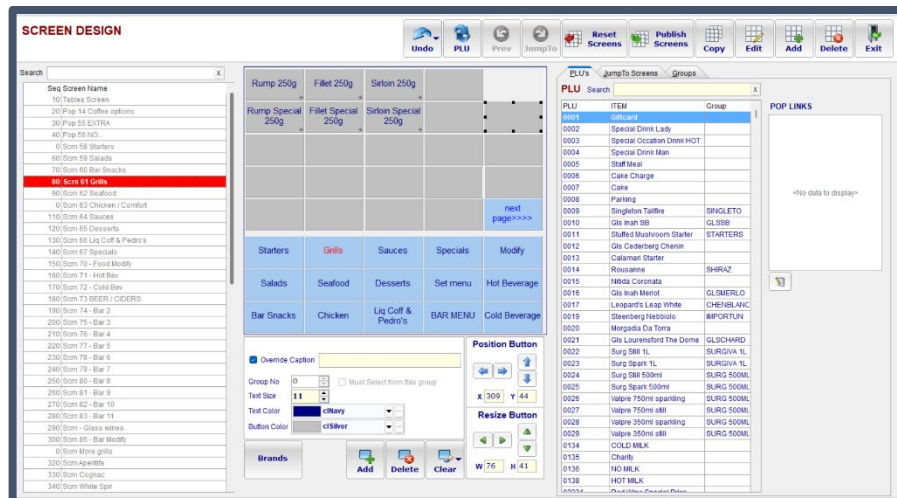 SCREEN DESIGN
Undo
PLU
Prev
JumpTo
Reset Screens
Publish Screens
Copy
Edit
Add
Delete
Exit
Search X
Seq Screen Name
10 Tables Screen
20 Pop 14 Coffee options
30 Pop 55 EXTRA
40 Pop 56 NO..
0 Scrn 58 Starters
60 Scrn 59 Salads
70 Scrn 60 Bar Snacks
80 Scrn 61 Grills
90 Scrn 62 Seafood
0 Scrn 63 Chicken / Comfort
110 Scrn 64 Sauces
120 Scrn 65 Desserts
130 Scrn 66 Liq Coff & Pedro's
140 Scrn 67 Specials
150 Scrn 70 - Food Modify
160 Scrn 71 - Hot Bev
170 Scrn 72 - Cold Bev
180 Scrn 73 BEER / CIDERS
190 Scrn 74 - Bar 2
200 Scrn 75 - Bar 3
210 Scrn 76 - Bar 4
220 Scrn 77 - Bar 5
230 Scrn 78 - Bar 6
240 Scrn 79 - Bar 7
250 Scrn 80 - Bar 8
260 Scrn 81 - Bar 9
270 Scrn 82 - Bar 10
280 Scrn 83 - Bar 11
290 Scrn - Glass wines
300 Scrn 85 - Bar Modify
0 Scrn More grills
320 Scrn Aperitifs
330 Scrn Cognac
340 Scrn White Spir
Rump 250g
Fillet 250g
Sirloin 250g
Rump Special 250g
Fillet Special 250g
Sirloin Special 250g
next page>>>>
Starters
Grills
Sauces
Specials
Modify
Salads
Seafood
Desserts
Set menu
Hot Beverage
Bar Snacks
Chicken
Liq Coff & Pedro's
BAR MENU
Cold Beverage
Override Caption
Group No 0
Must Select from this group
Text Size 11
Text Color clNavy
Button Color clSilver
Brands
Add
Delete
Clear
Position Button
X 309 Y 44
Resize Button
W 76 H 41
PLU's
JumpTo Screens
Groups
PLU Search X
PLU ITEM Group
0001 Giftcard
0002 Special Drink Lady
0003 Special Occation Drink HOT
0004 Special Drink Man
0005 Staff Meal
0006 Cake Charge
0007 Cake
0008 Parking
0009 Singleton Tailfire SINGLETO
0010 Gls Inah SB GLSSB
0011 Stuffed Mushroom Starter STARTERS
0012 Gls Cederberg Chenin
0013 Calamari Starter
0014 Rousanne SHIRAZ
0015 Nitida Coronata
0016 Gls Inah Merlot GLSMERLO
0017 Leopard's Leap White CHENBLANC
0019 Steenberg Nebbiolo IMPORTUN
0020 Morgadia Da Torra
0021 Gls Lourensford The Dome GLSCHARD
0022 Surg Still 1L SURGIVA 1L
0023 Surg Spark 1L SURGIVA 1L
0024 Surg Still 500ml SURG 500ML
0025 Surg Spark 500ml SURG 500ML
0026 Valpre 750ml sparkling SURG 500ML
0027 Valpre 750ml still SURG 500ML
0028 Valpre 350ml sparkling SURG 500ML
0029 Valpre 350ml still SURG 500ML
0134 COLD MILK
0135 Charity
0136 NO MILK
0138 HOT MILK
POP LINKS
<No data to display>